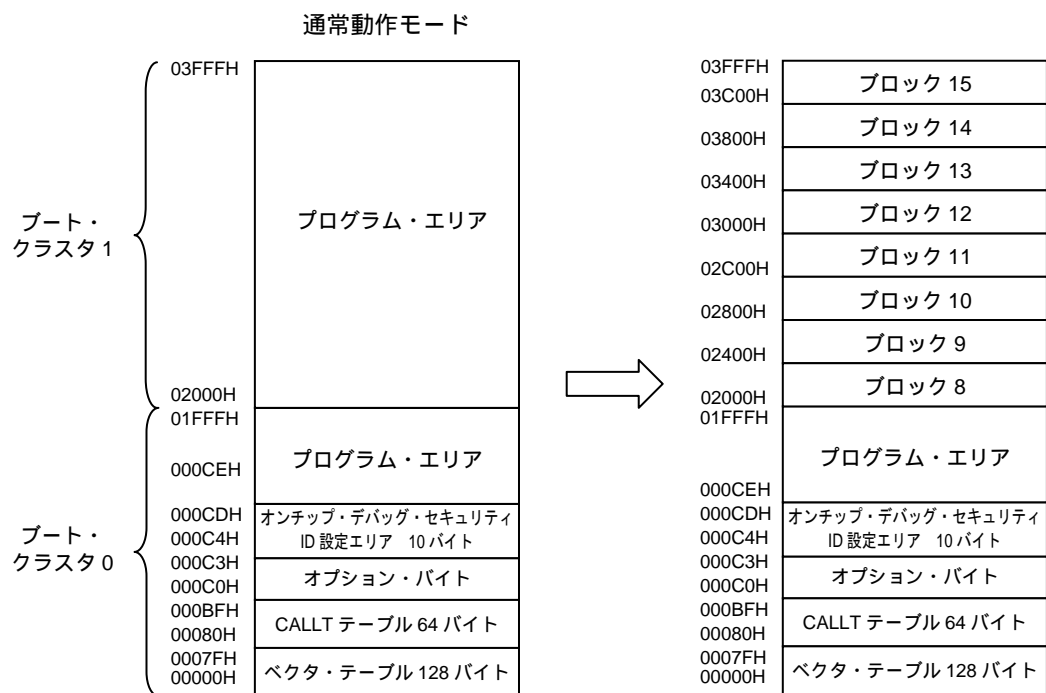 通常動作モード
03FFFH
プログラム・エリア
ブート・
クラスタ 1
02000H
01FFFH
プログラム・エリア
000CEH
000CDH
オンチップ・デバッグ・セキュリティ
000C4H
ID 設定エリア 10 バイト
ブート・
クラスタ 0
000C3H
オプション・バイト
000C0H
000BFH
CALLT テーブル 64 バイト
00080H
0007FH
ベクタ・テーブル 128 バイト
00000H
03FFFH
ブロック 15
03C00H
ブロック 14
03800H
ブロック 13
03400H
ブロック 12
03000H
ブロック 11
02C00H
ブロック 10
02800H
ブロック 9
02400H
ブロック 8
02000H
01FFFH
プログラム・エリア
000CEH
000CDH
オンチップ・デバッグ・セキュリティ
000C4H
ID 設定エリア 10 バイト
000C3H
オプション・バイト
000C0H
000BFH
CALLT テーブル 64 バイト
00080H
0007FH
ベクタ・テーブル 128 バイト
00000H